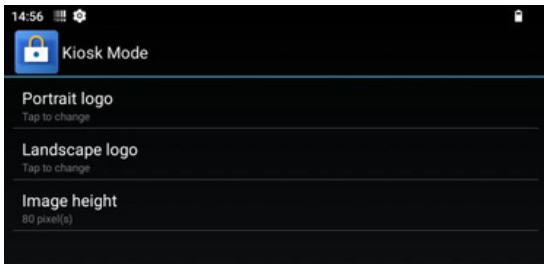 14:56
Kiosk Mode
Portrait logo
Tap to change
Landscape logo
Tap to change
Image height
80 pixel(s)